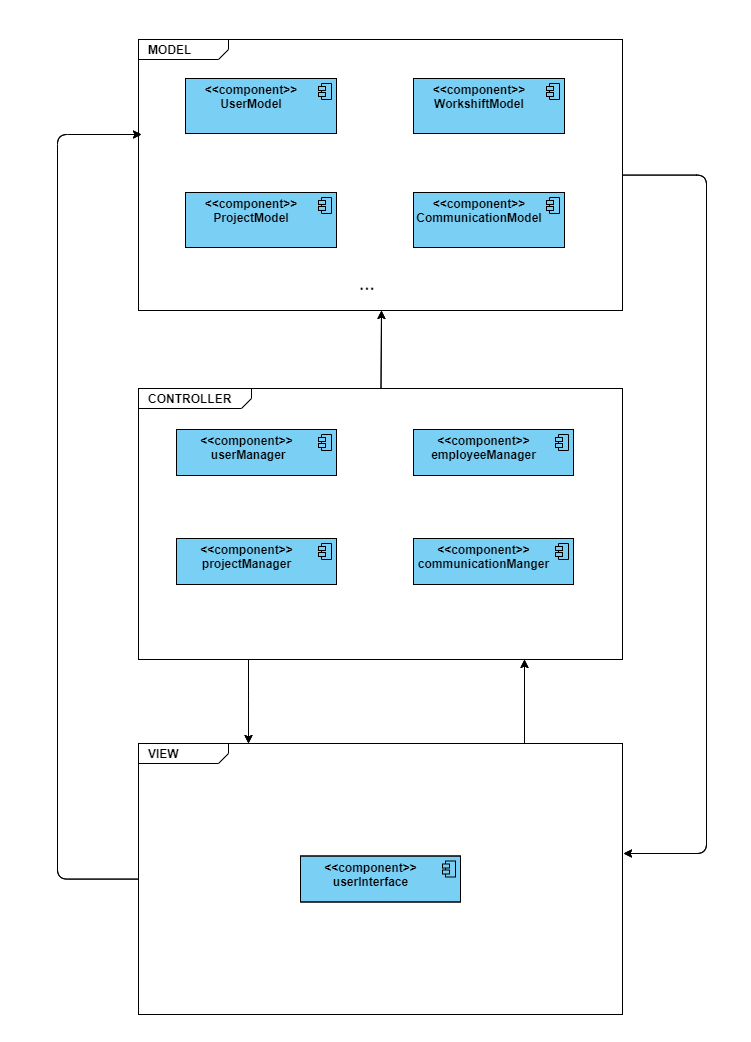 MODEL
<<component>>
UserModel
<<component>>
WorkshiftModel
<<component>>
ProjectModel
<<component>>
CommunicationModel
...
CONTROLLER
<<component>>
userManager
<<component>>
employeeManager
<<component>>
projectManager
<<component>>
communicationManger
VIEW
<<component>>
userInterface